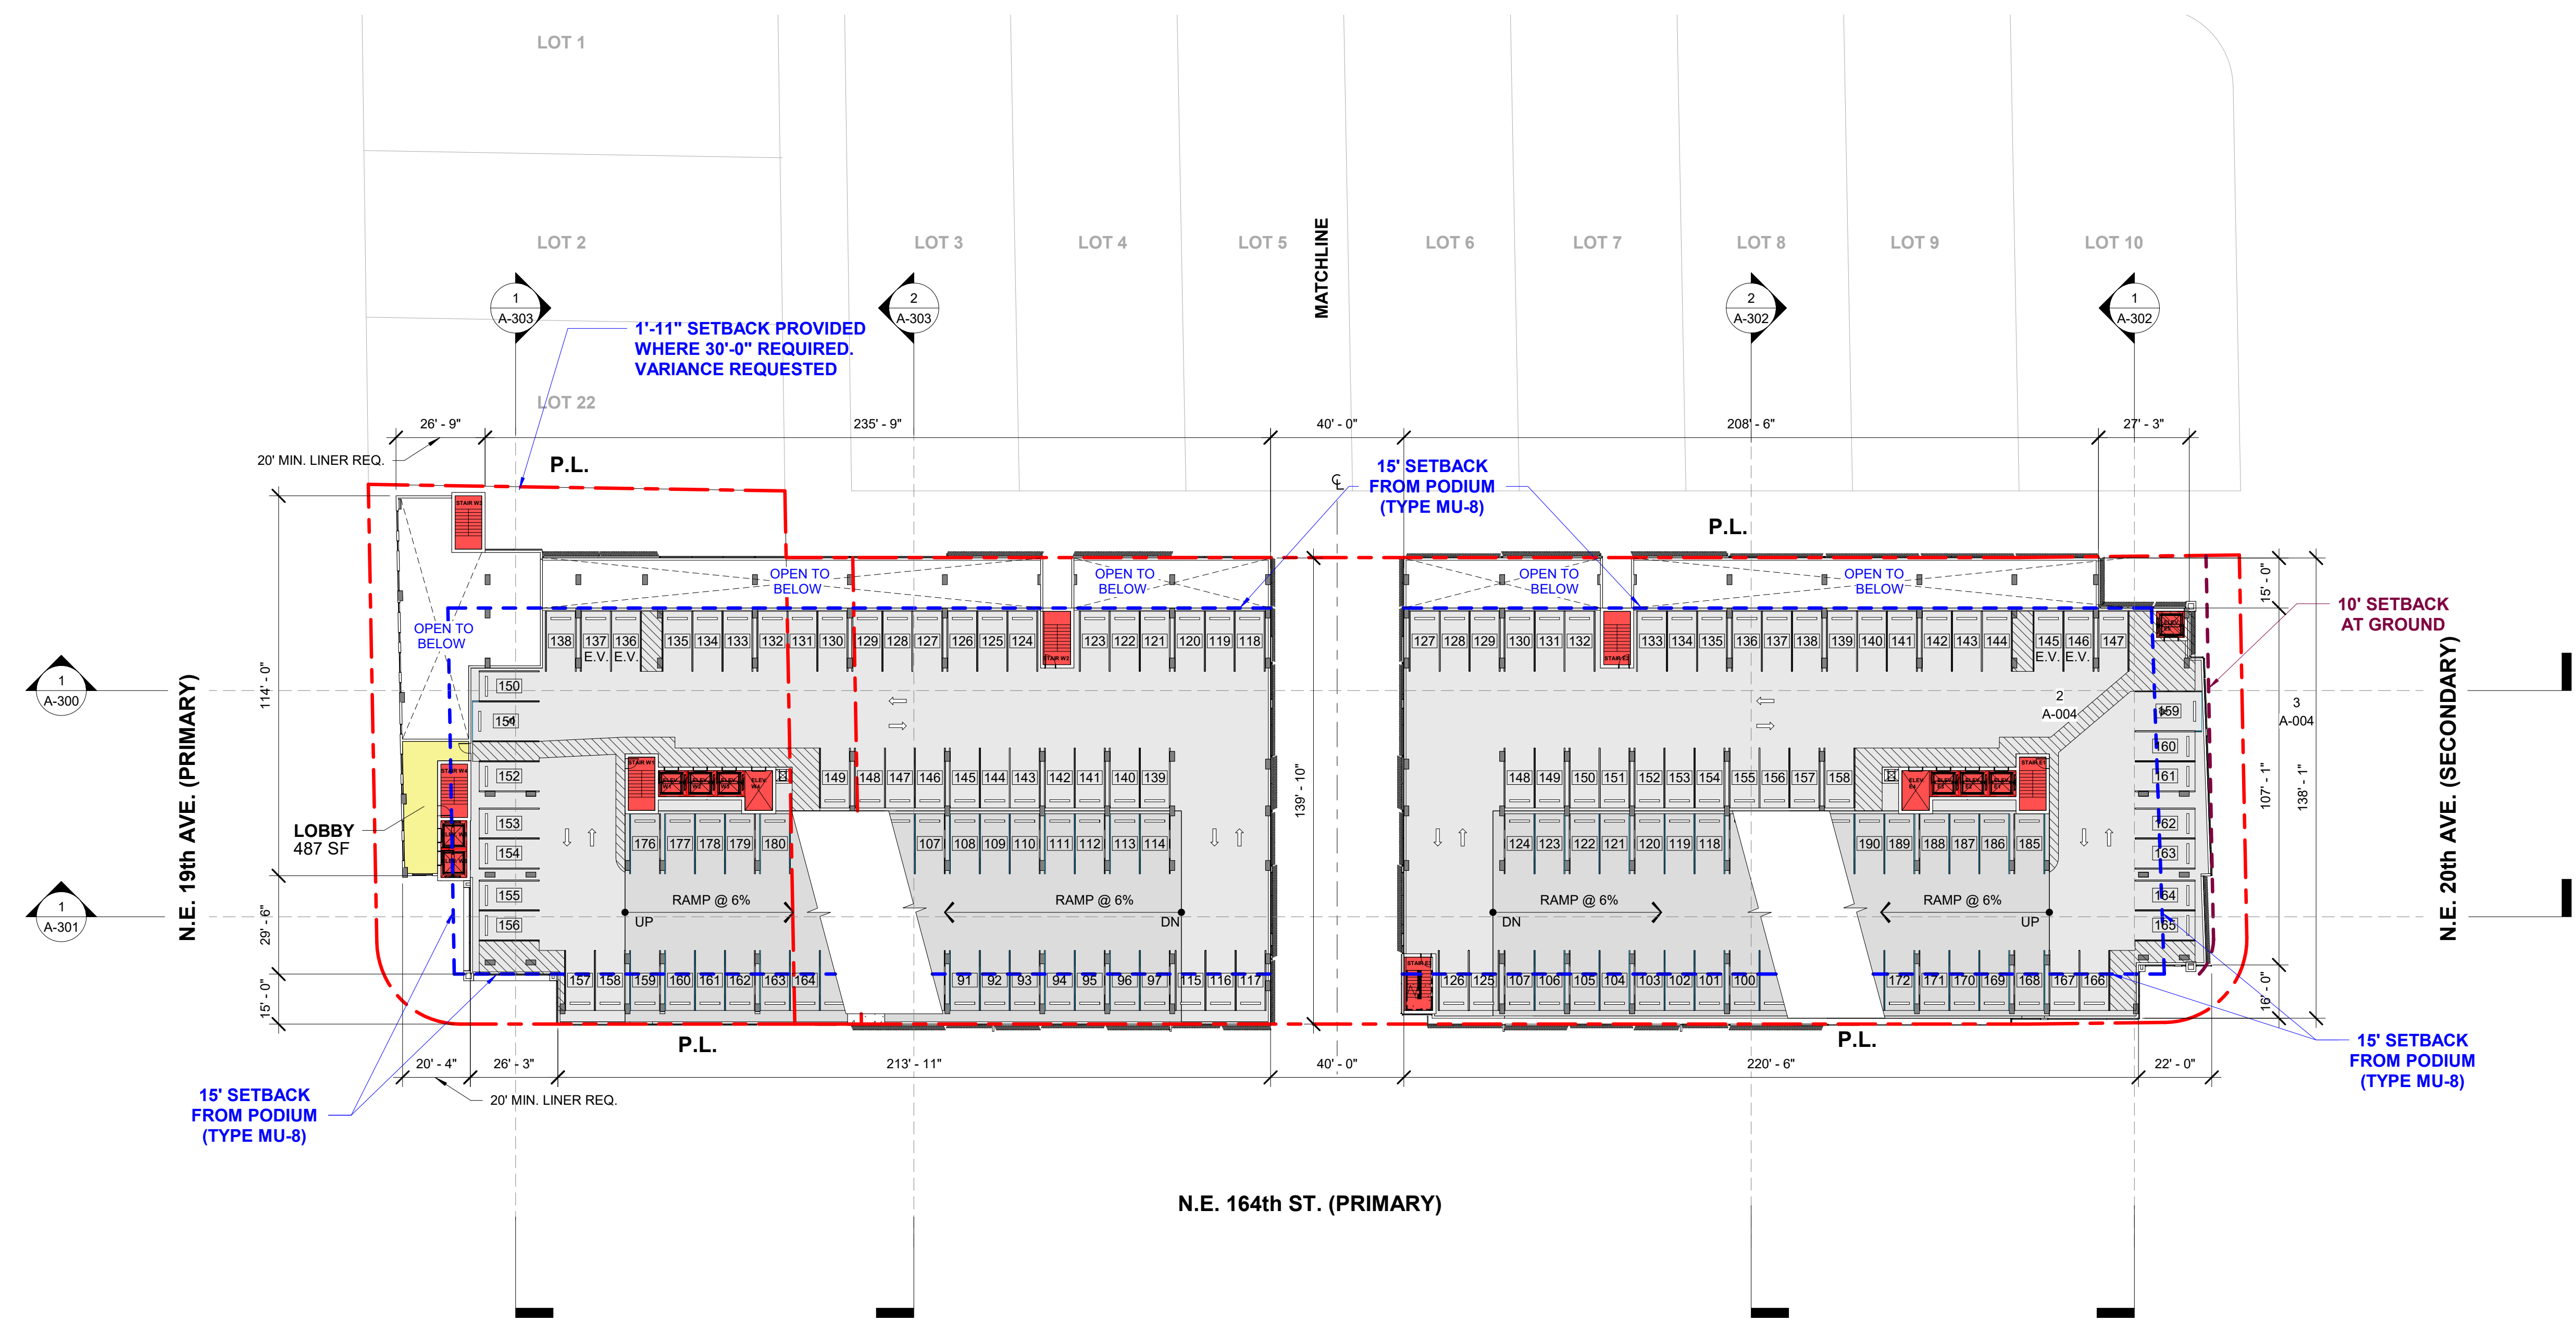 LOT 1
LOT 2
LOT 3
LOT 4
LOT 5
MATCHLINE
LOT 6
LOT 7
LOT 8
LOT 9
LOT 10
1
A-303
2
A-303
2
A-302
1
A-302
1'-11" SETBACK PROVIDED
WHERE 30'-0" REQUIRED.
VARIANCE REQUESTED
LOT 22
26' - 9"
235' - 9"
40' - 0"
208' - 6"
27' - 3"
20' MIN. LINER REQ.
P.L.
15' SETBACK
FROM PODIUM
(TYPE MU-8)
℄
P.L.
STAIR W3
OPEN TO
BELOW
OPEN TO
BELOW
OPEN TO
BELOW
OPEN TO
BELOW
15' - 0"
10' SETBACK
AT GROUND
OPEN TO
BELOW
138 137 136 135 134 133 132 131 130 129 128 127 126 125 124 123 122 121 120 119 118
E.V. E.V.
STAIR W2
127 128 129 130 131 132 133 134 135 136 137 138 139 140 141 142 143 144 145 146 147
E.V. E.V.
1
A-300
N.E. 19th AVE. (PRIMARY)
114' - 0"
150
151
2
A-004
159
3
A-004
107' - 1"
138' - 1"
N.E. 20th AVE. (SECONDARY)
160
161
152
STAIR W4
STAIR W1
ELEV. W4
149 148 147 146 145 144 143 142 141 140 139
139' - 10"
148 149 150 151 152 153 154 155 156 157 158
ELEV. E4
STAIR E1
LOBBY
487 SF
153
154
176 177 178 179 180
107 108 109 110 111 112 113 114
124 123 122 121 120 119 118
190 189 188 187 186 185
162
163
155
156
RAMP @ 6%
UP
RAMP @ 6%
DN
RAMP @ 6%
DN
RAMP @ 6%
UP
164
165
1
A-301
29' - 6"
15' - 0"
157 158 159 160 161 162 163 164
91 92 93 94 95 96 97 115 116 117
126 125 107 106 105 104 103 102 101 100
172 171 170 169 168 167 166
16' - 0"
P.L.
P.L.
20' - 4"
26' - 3"
213' - 11"
40' - 0"
220' - 6"
22' - 0"
20' MIN. LINER REQ.
15' SETBACK
FROM PODIUM
(TYPE MU-8)
15' SETBACK
FROM PODIUM
(TYPE MU-8)
N.E. 164th ST. (PRIMARY)